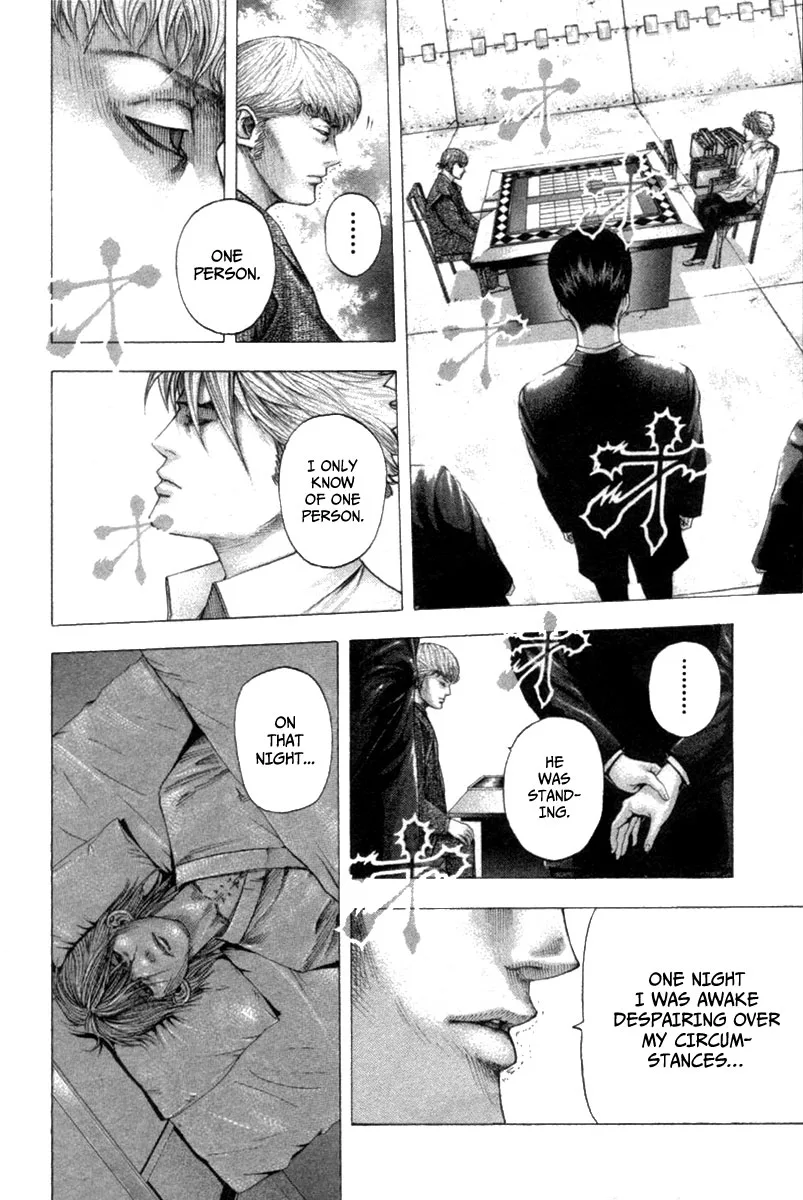 ……
ONE
PERSON.
I ONLY
KNOW
OF ONE
PERSON.
……
HE
WAS
STAND-
ING.
ON
THAT
NIGHT...
ONE NIGHT
I WAS AWAKE
DESPAIRING OVER
MY CIRCUM-
STANCES...